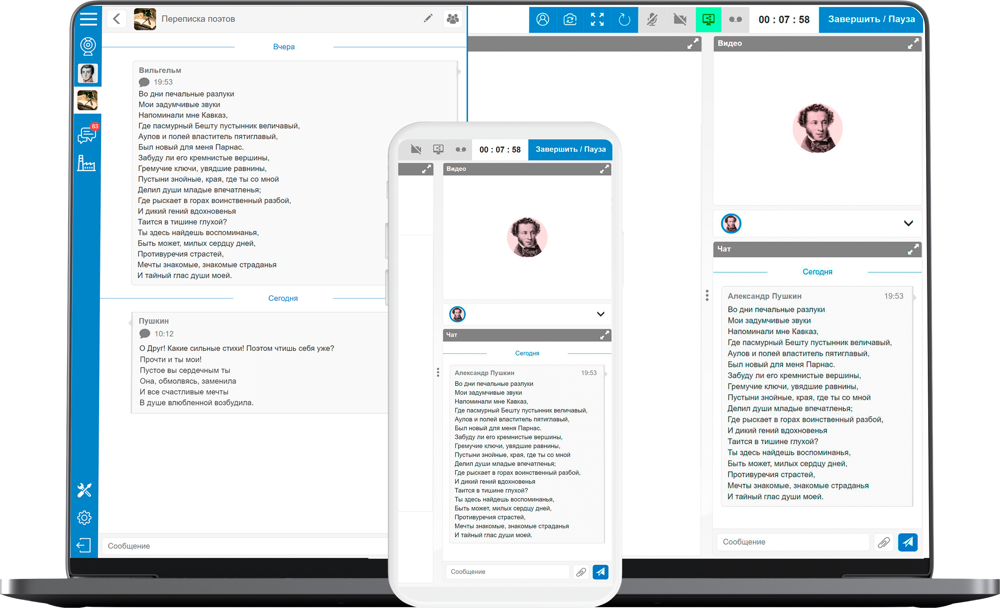 Переписка поэтов
00 : 07 : 58
Завершить / Пауза
Вчера
Вильгельм
19:53
Во дни печальные разлуки
Мои задумчивые звуки
Напоминали мне Кавказ,
Где пасмурный Бешту пустынник величавый,
Аулов и полей властитель пятиглавый,
Был новый для меня Парнас.
Забуду ли его кремнистые вершины,
Гремучие ключи, увядшие равнины,
Пустыни знойные, края, где ты со мной
Делил души младые впечатленья;
Где рыскает в горах воинственный разбой,
И дикий гений вдохновенья
Таится в тишине глухой?
Ты здесь найдешь воспоминанья,
Быть может, милых сердцу дней,
Противуречия страстей,
Мечты знакомые, знакомые страданья
И тайный глас души моей.
83
Сегодня
Пушкин
10:12
О Друг! Какие сильные стихи! Поэтом чтишь себя уже?
Прочти и ты мои!
Пустое вы сердечным ты
Она, обмолвясь, заменила
И все счастливые мечты
В душе влюбленной возбудила.
Сообщение
00 : 07 : 58
Завершить / Пауза
Видео
Чат
Сегодня
Александр Пушкин
19:53
Во дни печальные разлуки
Мои задумчивые звуки
Напоминали мне Кавказ,
Где пасмурный Бешту пустынник величавый,
Аулов и полей властитель пятиглавый,
Был новый для меня Парнас.
Забуду ли его кремнистые вершины,
Гремучие ключи, увядшие равнины,
Пустыни знойные, края, где ты со мной
Делил души младые впечатленья;
Где рыскает в горах воинственный разбой,
И дикий гений вдохновенья
Таится в тишине глухой?
Ты здесь найдешь воспоминанья,
Быть может, милых сердцу дней,
Противуречия страстей,
Мечты знакомые, знакомые страданья
И тайный глас души моей.
Сообщение
Видео
Чат
Сегодня
Александр Пушкин
19:53
Во дни печальные разлуки
Мои задумчивые звуки
Напоминали мне Кавказ,
Где пасмурный Бешту пустынник величавый,
Аулов и полей властитель пятиглавый,
Был новый для меня Парнас.
Забуду ли его кремнистые вершины,
Гремучие ключи, увядшие равнины,
Пустыни знойные, края, где ты со мной
Делил души младые впечатленья;
Где рыскает в горах воинственный разбой,
И дикий гений вдохновенья
Таится в тишине глухой?
Ты здесь найдешь воспоминанья,
Быть может, милых сердцу дней,
Противуречия страстей,
Мечты знакомые, знакомые страданья
И тайный глас души моей.
Сообщение